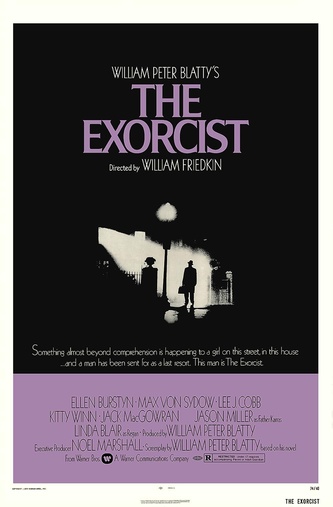 WILLIAM PETER BLATTY'S
THE
EXORCIST
Directed by WILLIAM FRIEDKIN
Something almost beyond comprehension is happening to a girl on this street, in this house
...and a man has been sent for as a last resort. This man is The Exorcist.
ELLEN BURSTYN · MAX VON SYDOW · LEE J COBB
KITTY WINN · JACK MacGOWRAN JASON MILLER as Father Karras
LINDA BLAIR as Regan · Produced by WILLIAM PETER BLATTY
Executive Producer NOEL MARSHALL · Screenplay by WILLIAM PETER BLATTY based on his novel
From Warner Bros A Warner Communications Company R RESTRICTED
74/40
THE EXORCIST